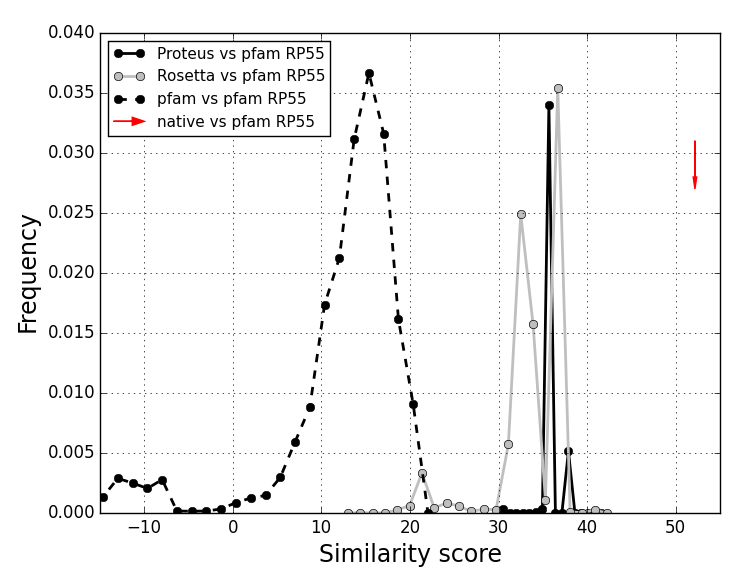 0.040
0.035
0.030
0.025
0.020
0.015
0.010
0.005
0.000
Frequency
Proteus vs pfam RP55
Rosetta vs pfam RP55
pfam vs pfam RP55
native vs pfam RP55
−10 0 10 20 30 40 50
Similarity score